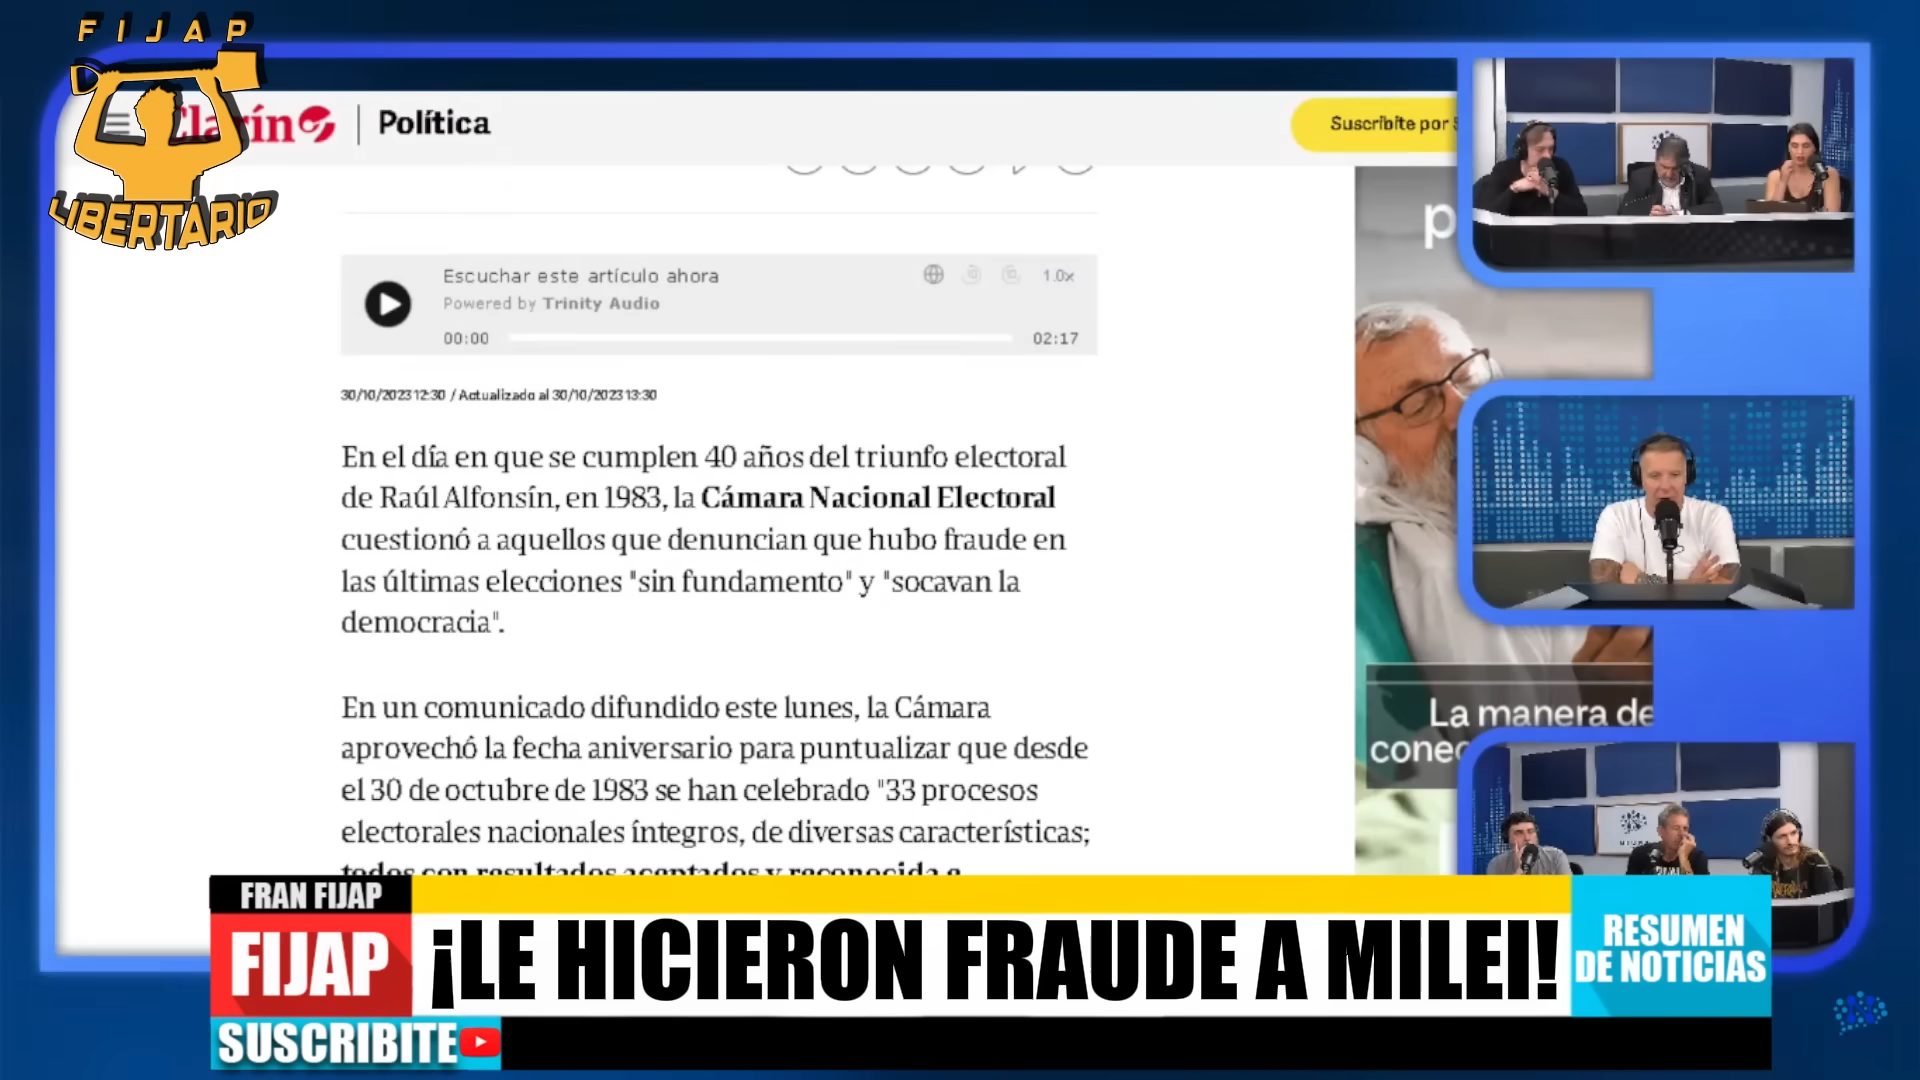 FIJAP
LIBERTARIO
Clarín
Política
Suscribite por
Escuchar este artículo ahora
1.0x
Powered by Trinity Audio
00:00
02:17
30/10/2023 12:30 / Actualizado al 30/10/2023 13:30
En el día en que se cumplen 40 años del triunfo electoral
de Raúl Alfonsín, en 1983, la Cámara Nacional Electoral
cuestionó a aquellos que denuncian que hubo fraude en
las últimas elecciones "sin fundamento" y "socavan la
democracia".
En un comunicado difundido este lunes, la Cámara
aprovechó la fecha aniversario para puntualizar que desde
el 30 de octubre de 1983 se han celebrado "33 procesos
electorales nacionales íntegros, de diversas características;
todos con resultados aceptados y reconocida e
La manera de
FRAN FIJAP
FIJAP
¡LE HICIERON FRAUDE A MILEI!
RESUMEN
DE NOTICIAS
SUSCRIBITE